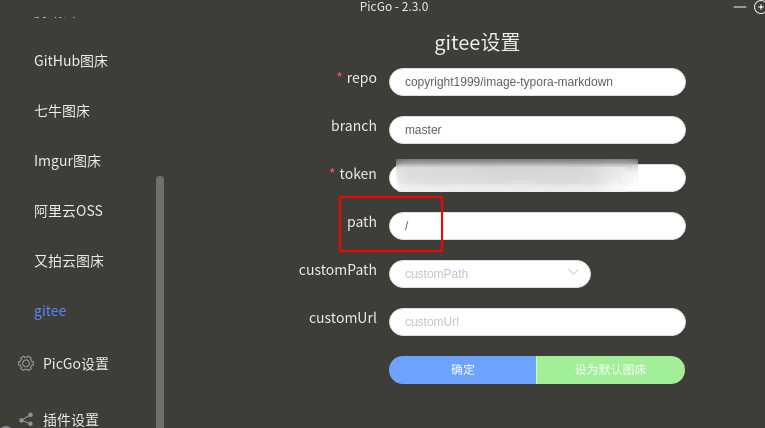 PicGo - 2.3.0
gitee设置
GitHub图床
七牛图床
Imgur图床
阿里云OSS
又拍云图床
gitee
PicGo设置
插件设置
* repo
copyright1999/image-typora-markdown
branch
master
* token
path
/
customPath
customPath
customUrl
customUrl
确定
设为默认图床